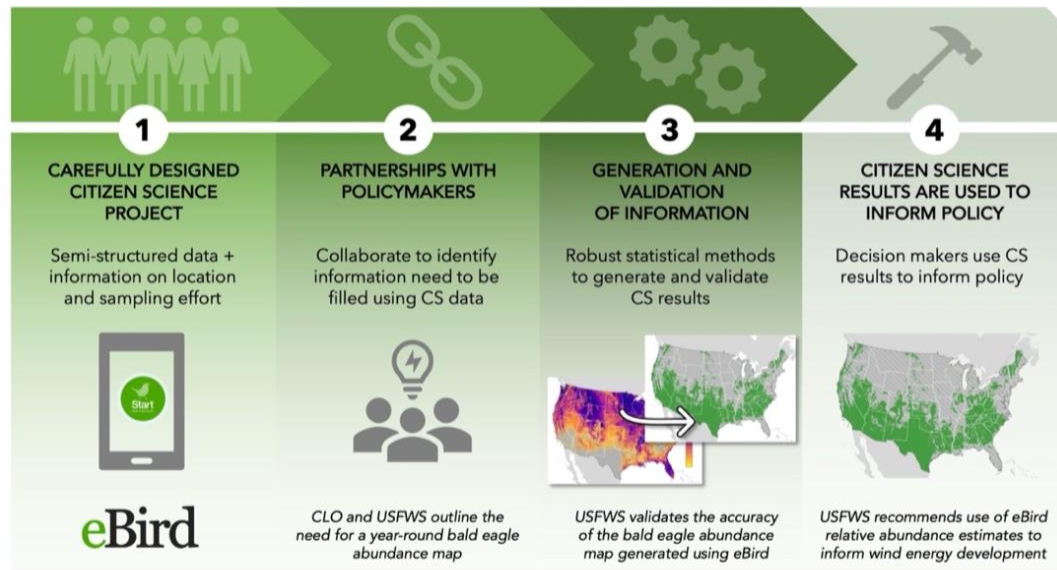 1
CAREFULLY DESIGNED
CITIZEN SCIENCE
PROJECT
Semi-structured data +
information on location
and sampling effort
Start
eBird
2
PARTNERSHIPS WITH
POLICYMAKERS
Collaborate to identify
information need to be
filled using CS data
CLO and USFWS outline the
need for a year-round bald eagle
abundance map
3
GENERATION AND
VALIDATION
OF INFORMATION
Robust statistical methods
to generate and validate
CS results
USFWS validates the accuracy
of the bald eagle abundance
map generated using eBird
4
CITIZEN SCIENCE
RESULTS ARE USED TO
INFORM POLICY
Decision makers use CS
results to inform policy
USFWS recommends use of eBird
relative abundance estimates to
inform wind energy development